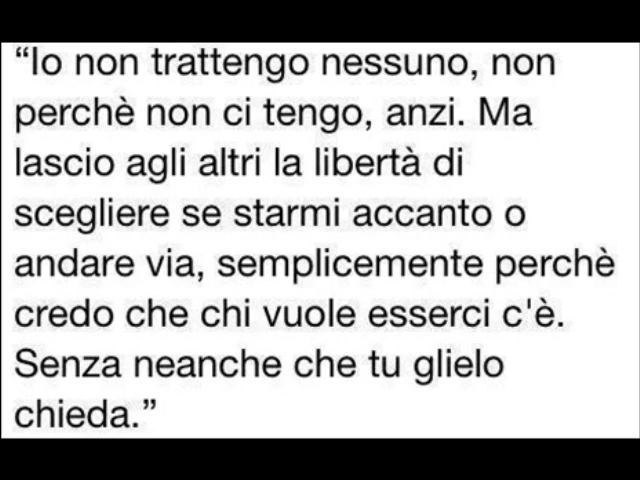 “Io non trattengo nessuno, non
perchè non ci tengo, anzi. Ma
lascio agli altri la libertà di
scegliere se starmi accanto o
andare via, semplicemente perchè
credo che chi vuole esserci c'è.
Senza neanche che tu glielo
chieda.”